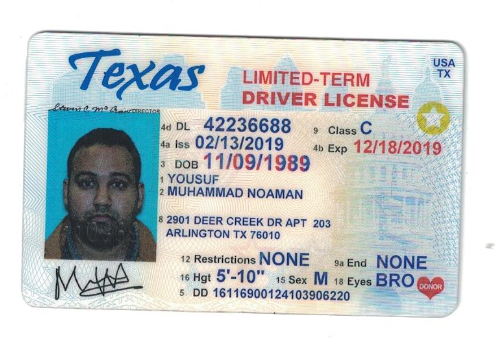 Texas
USA
TX
LIMITED-TERM
DRIVER LICENSE
DIRECTOR
4d DL 42236688 9 Class C
4a Iss 02/13/2019 4b Exp 12/18/2019
3 DOB 11/09/1989
1 YOUSUF
2 MUHAMMAD NOAMAN
8 2901 DEER CREEK DR APT 203
ARLINGTON TX 76010
12 Restrictions NONE 9a End NONE
16 Hgt 5'-10" 15 Sex M 18 Eyes BRO
DONOR
5 DD 16116900124103906220